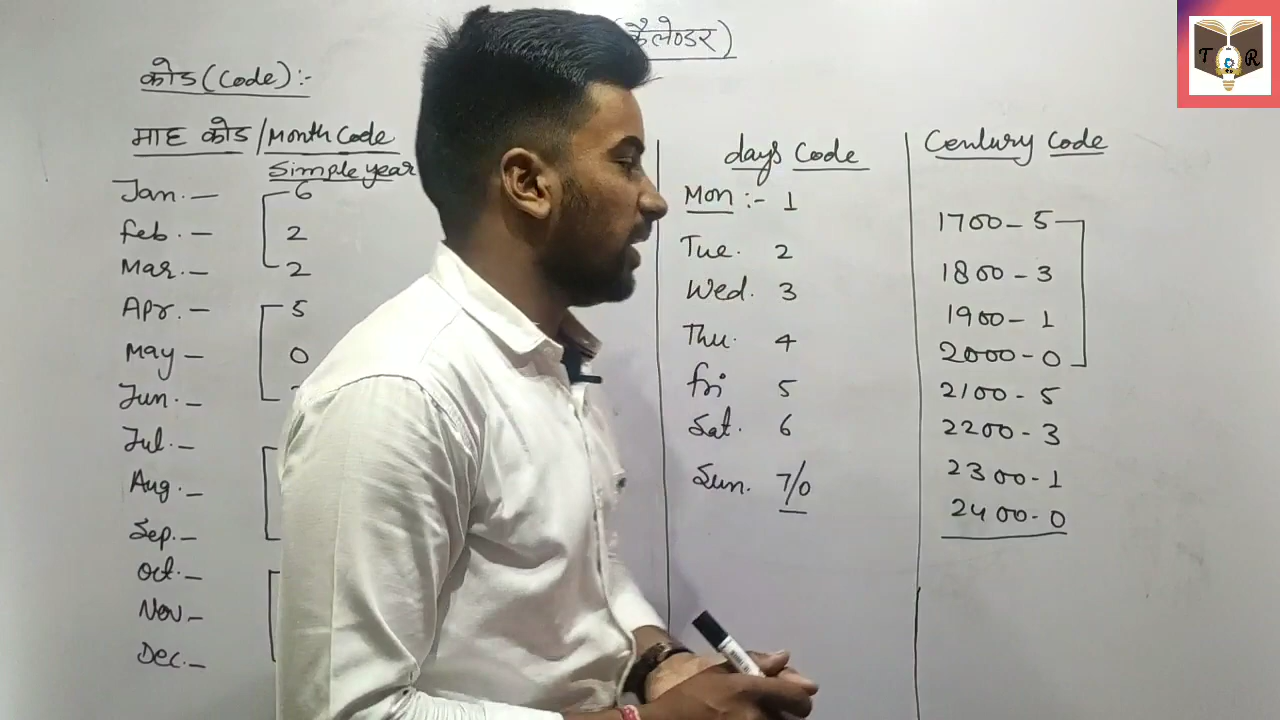 (कैलेण्डर)
कोड (Code) :-
माह कोड / Month Code
Simple year
Jan. — 6
feb. — 2
Mar. — 2
Apr. — 5
May — 0
Jun. —
Jul. —
Aug. —
Sep. —
Oct. —
Nov —
Dec. —
days Code
Mon :- 1
Tue. 2
Wed. 3
Thu. 4
fri 5
Sat. 6
Sun. 7/0
Century Code
1700 - 5
1800 - 3
1900 - 1
2000 - 0
2100 - 5
2200 - 3
2300 - 1
2400 - 0
T R